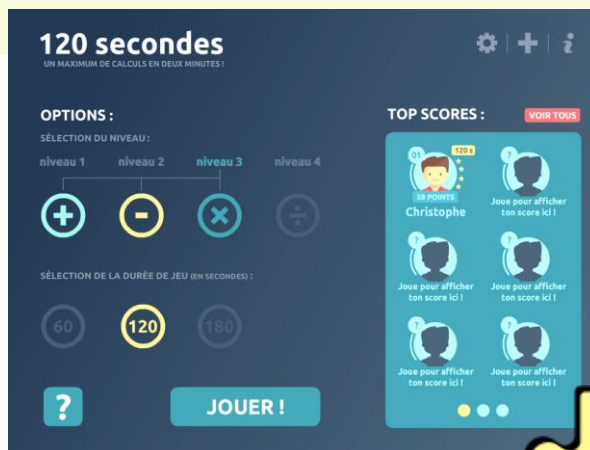 120 secondes
UN MAXIMUM DE CALCULS EN DEUX MINUTES !
OPTIONS :
SÉLECTION DU NIVEAU :
niveau 1 niveau 2 niveau 3 niveau 4
+ - × ÷
SÉLECTION DE LA DURÉE DE JEU (EN SECONDES) :
60 120 180
?
JOUER !
TOP SCORES :
VOIR TOUS
01
120 s
58 POINTS
Christophe
?
Joue pour afficher
ton score ici !
?
Joue pour afficher
ton score ici !
?
Joue pour afficher
ton score ici !
?
Joue pour afficher
ton score ici !
?
Joue pour afficher
ton score ici !